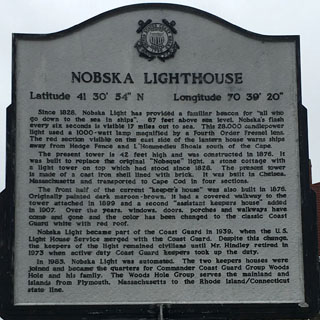 NOBSKA LIGHTHOUSE
Latitude 41 30' 54" N Longitude 70 39' 20"
Since 1828, Nobska Light has provided a familiar beacon for "all who
go down to the sea in ships". 87 feet above sea level, Nobska's flash
every six seconds is visible 17 miles out to sea. This 28,000 candlepower
light used a 1000-watt lamp magnified by a Fourth Order Fresnel lens.
The red section visible on the east side of the lantern house warns ships
away from Hedge Fence and L'Hommedieu Shoals south of the Cape.
The present tower is 42 feet high and was constructed in 1876. It
was built to replace the original "Nobsque" light, a stone cottage with
a light tower on top which had stood since 1828. The present tower
is made of cast iron shell lined with brick. It was built in Chelsea,
Massachusetts and transported to Cape Cod in four sections.
The front half of the current "keeper's house" was also built in 1876.
Originally painted dark maroon-brown, it had a covered walkway to the
tower attached in 1899 and a second "assistant keepers house" added
in 1907. Over the years, windows, doors, porches and walkways have
come and gone and the color has been changed to the classic Coast
Guard white with red roof.
Nobska Light became part of the Coast Guard in 1939, when the U.S.
Light House Service merged with the Coast Guard. Despite this change,
the keepers of the light remained civilians until Mr. Hindley retired in
1973 when active duty Coast Guard keepers took up the duty.
In 1985, Nobska Light was automated. The two keepers houses were
joined and became the quarters for Commander Coast Guard Group Woods
Hole and his family. The Woods Hole Group serves the mainland and
islands from Plymouth, Massachusetts to the Rhode Island/Connecticut
state line.